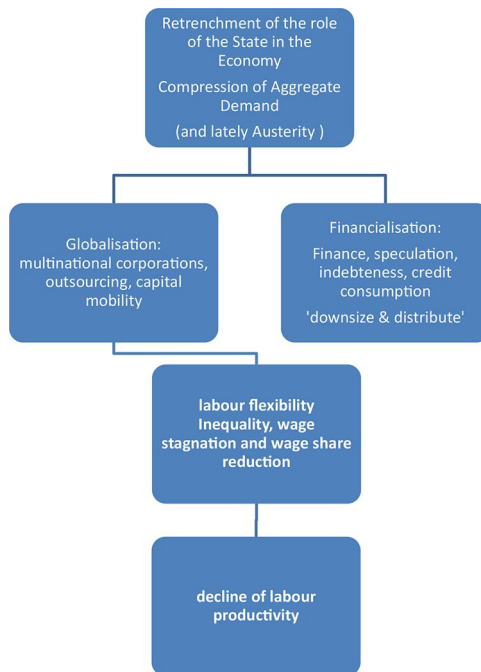 Retrenchment of the role
of the State in the
Economy
Compression of Aggregate
Demand
(and lately Austerity )
Globalisation:
multinational corporations,
outsourcing, capital
mobility
Financialisation:
Finance, speculation,
indebteness, credit
consumption
'downsize & distribute'
labour flexibility
Inequality, wage
stagnation and wage share
reduction
decline of labour
productivity